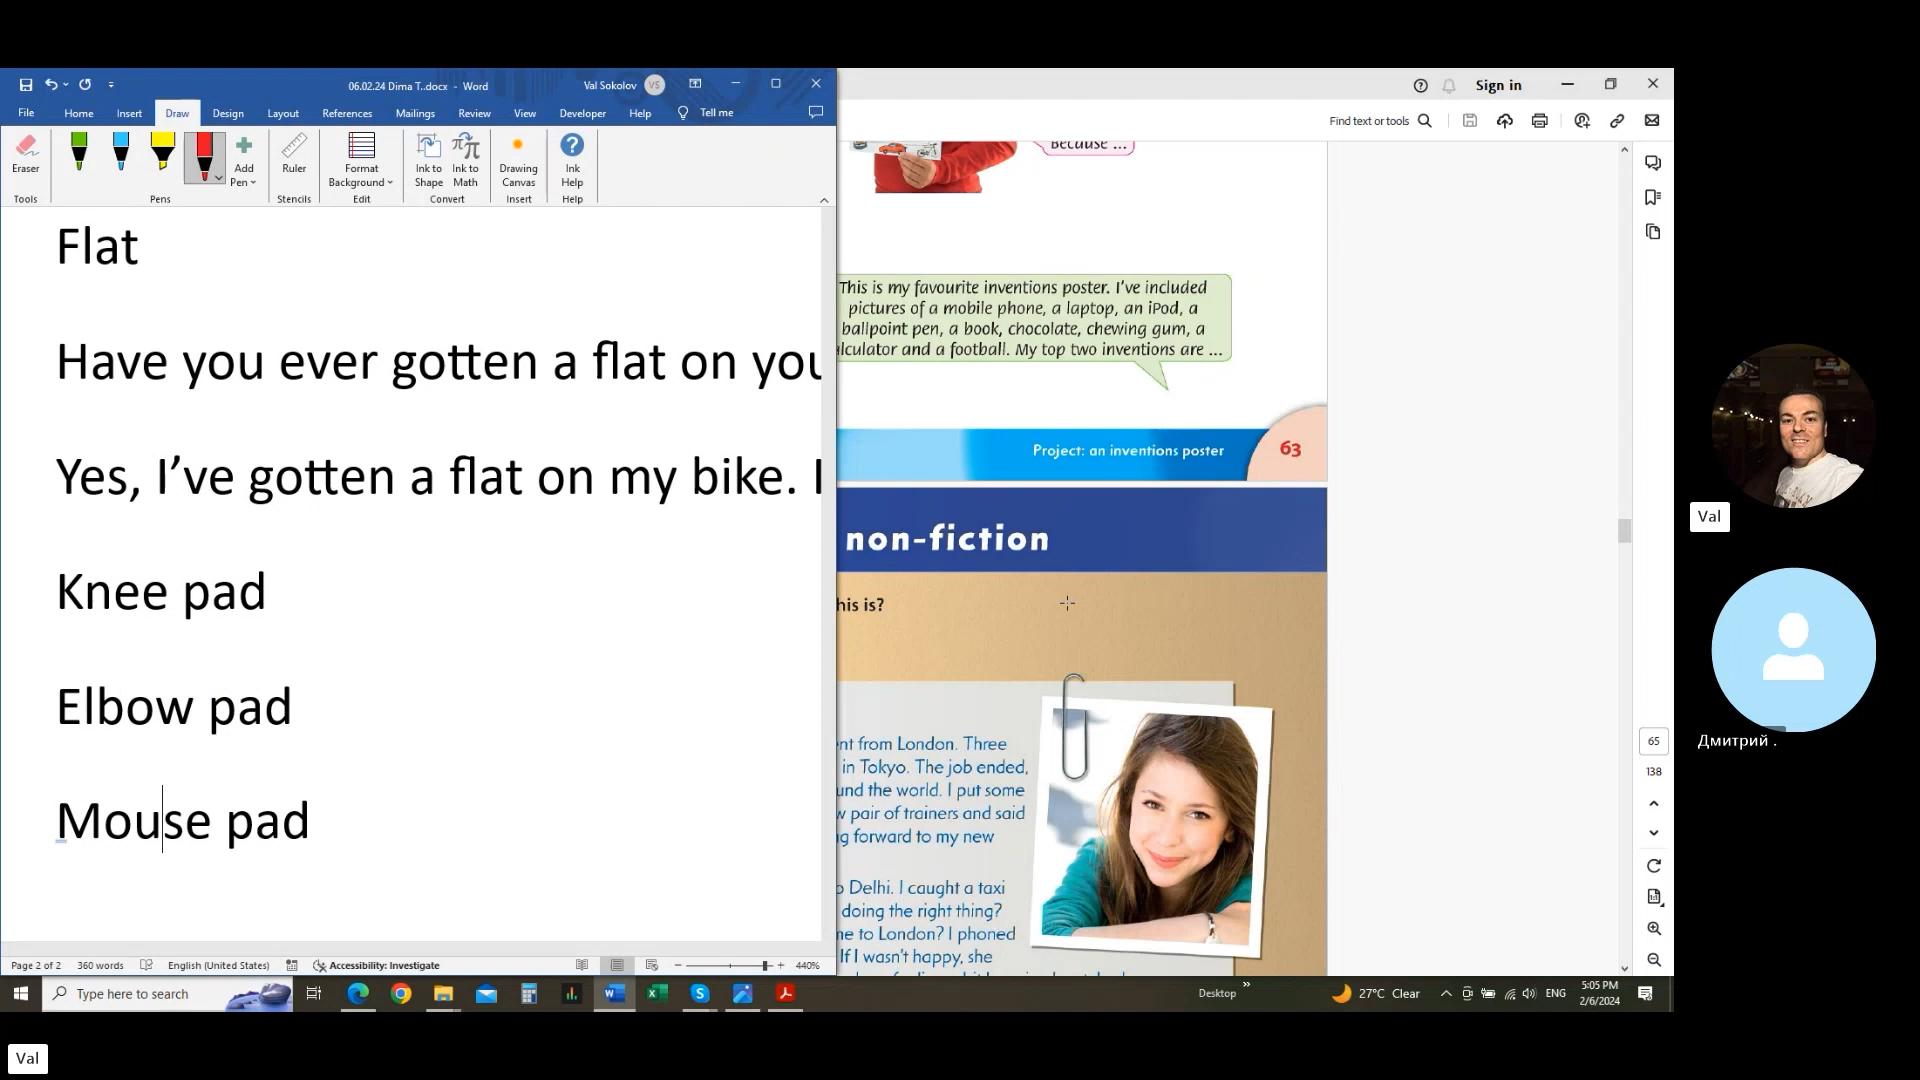 06.02.24 Dima T..docx - Word
Val Sokolov
VS
File
Home
Insert
Draw
Design
Layout
References
Mailings
Review
View
Developer
Help
Tell me
Eraser
Add
Pen
Ruler
Format
Background
Ink to
Shape
Ink to
Math
Drawing
Canvas
Ink
Help
Tools
Pens
Stencils
Edit
Convert
Insert
Help
Flat
Have you ever gotten a flat on you
Yes, I’ve gotten a flat on my bike. I
Knee pad
Elbow pad
Mouse pad
Page 2 of 2
360 words
English (United States)
Accessibility: Investigate
440%
Sign in
Find text or tools
Because ...
This is my favourite inventions poster. I've included
pictures of a mobile phone, a laptop, an iPod, a
ballpoint pen, a book, chocolate, chewing gum, a
lculator and a football. My top two inventions are ...
Project: an inventions poster
63
non-fiction
his is?
nt from London. Three
in Tokyo. The job ended,
und the world. I put some
w pair of trainers and said
g forward to my new
o Delhi. I caught a taxi
doing the right thing?
me to London? I phoned
If I wasn't happy, she
65
138
Type here to search
Desktop
27°C Clear
ENG
5:05 PM
2/6/2024
Val
Дмитрий .
Val